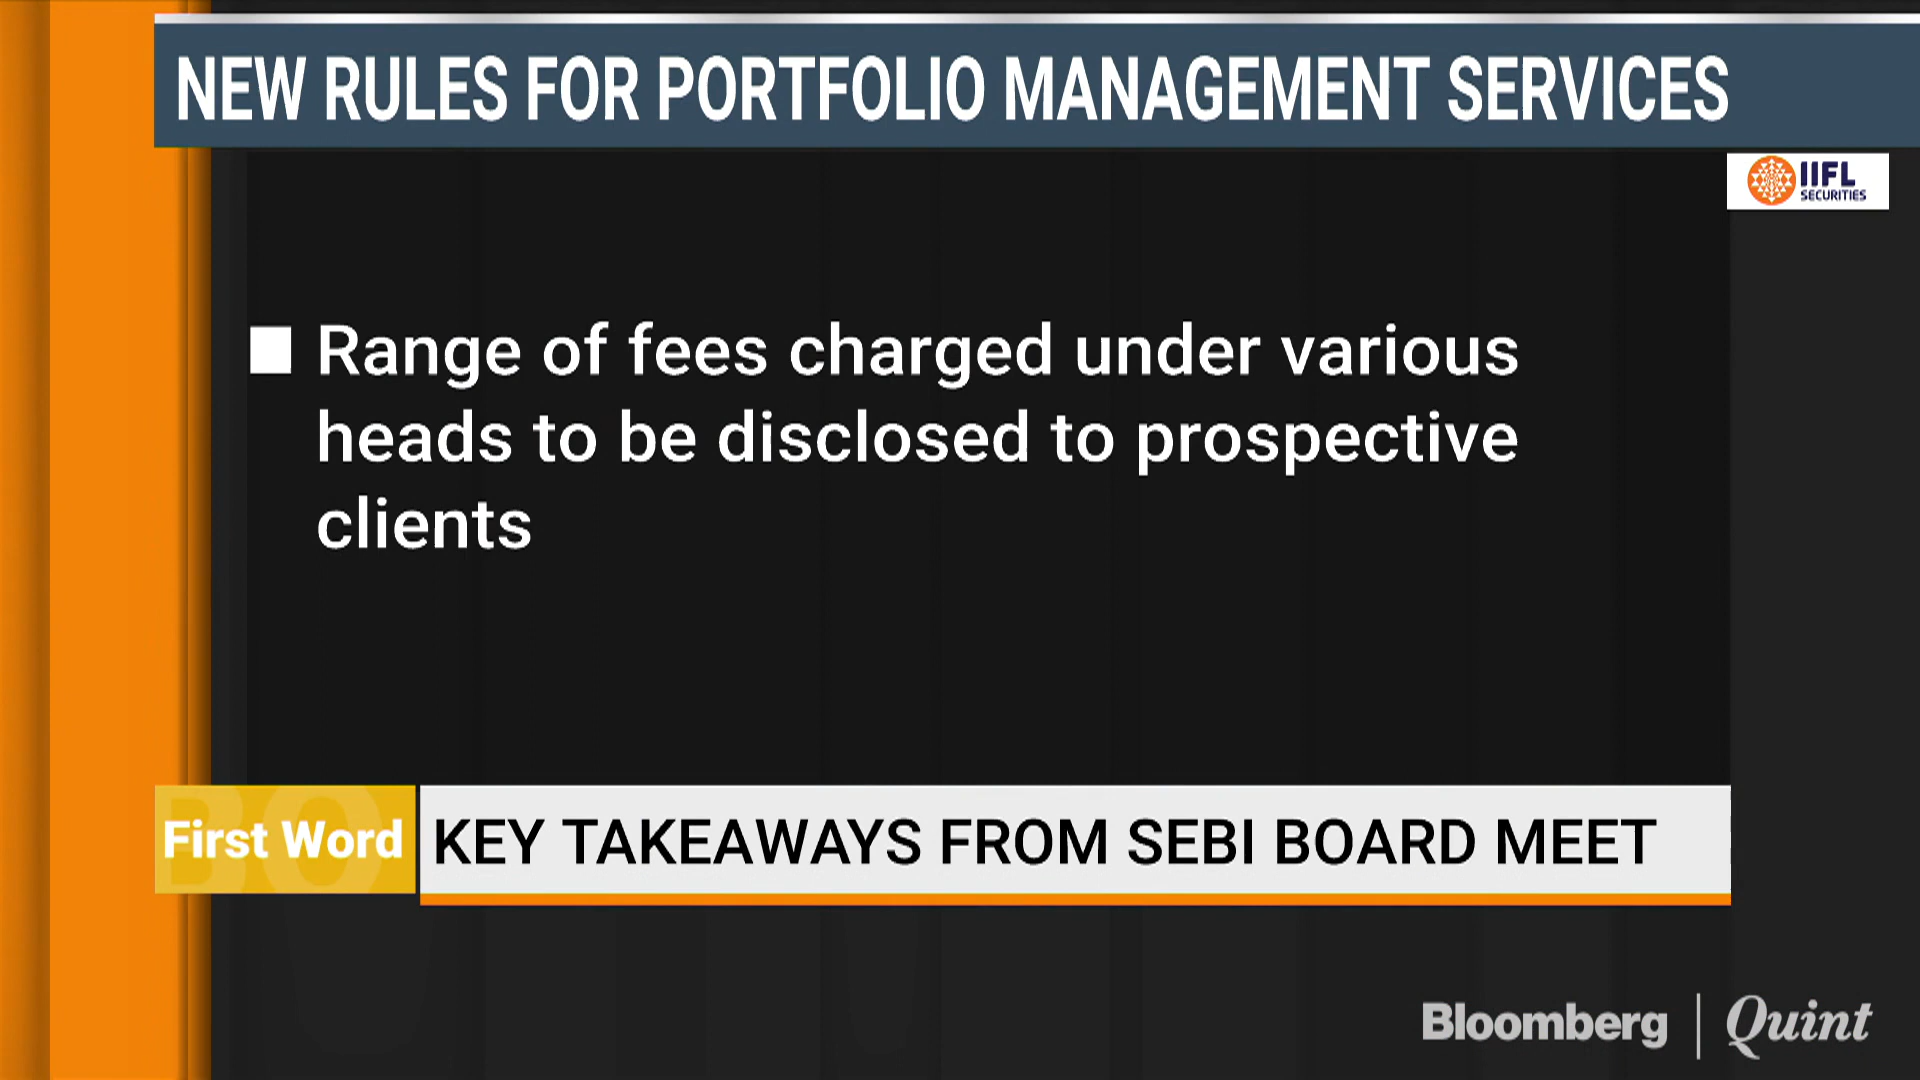 NEW RULES FOR PORTFOLIO MANAGEMENT SERVICES
IIFL
SECURITIES
Range of fees charged under various
heads to be disclosed to prospective
clients
First Word
KEY TAKEAWAYS FROM SEBI BOARD MEET
Bloomberg | Quint